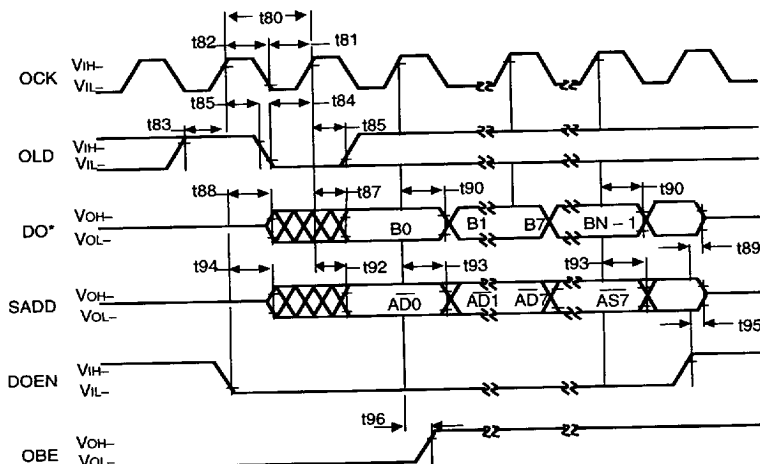 t80
t82 t81
OCK VIH–
VIL–
t85 t84
t83 t85
OLD VIH–
VIL–
t88 t87 t90 t90
DO* VOH–
VOL–
B0 B1 B7 BN – 1
t89
t94 t92 t93 t93
SADD VOH–
VOL–
AD0 AD1 AD7 AS7
t95
DOEN VIH–
VIL–
t96
OBE VOH–
VOL–